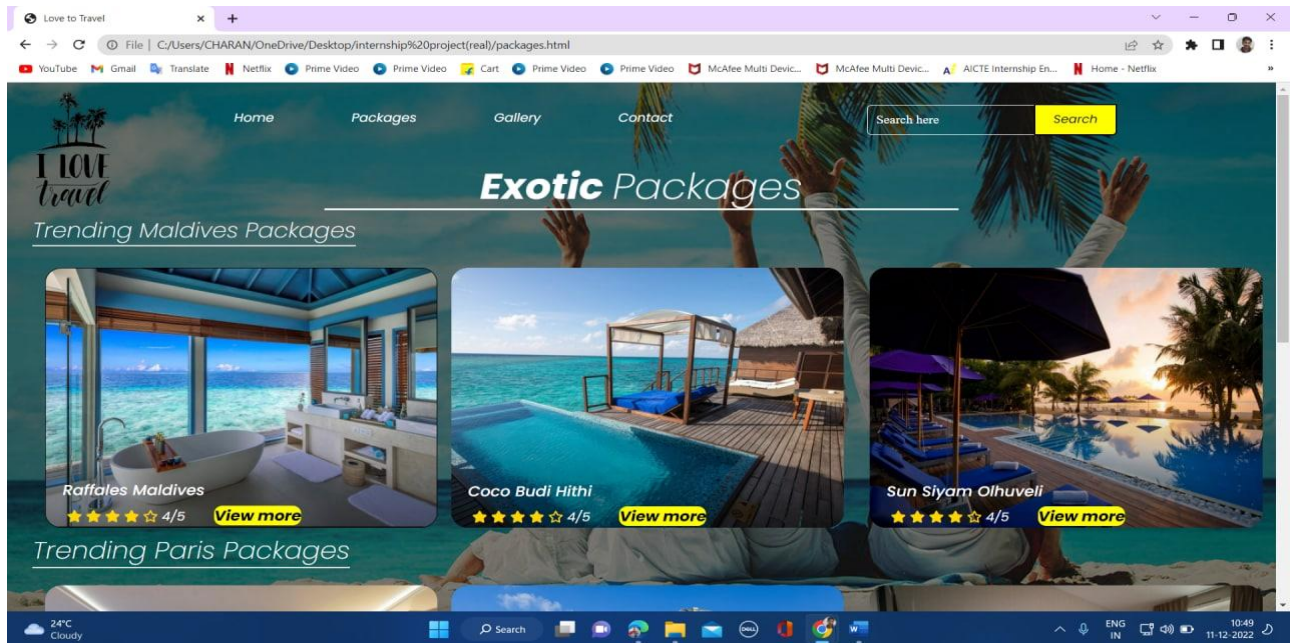 Love to Travel
File | C:/Users/CHARAN/OneDrive/Desktop/internship%20project(real)/packages.html
YouTube Gmail Translate Netflix Prime Video Prime Video Cart Prime Video Prime Video McAfee Multi Devic... McAfee Multi Devic... AICTE Internship En... Home - Netflix »
I LOVE
travel
Home Packages Gallery Contact Search here Search
Exotic Packages
Trending Maldives Packages
Raffales Maldives
4/5 View more
Coco Budi Hithi
4/5 View more
Sun Siyam Olhuveli
4/5 View more
Trending Paris Packages
24°C
Cloudy
Search
DELL
ENG
IN
10:49
11-12-2022